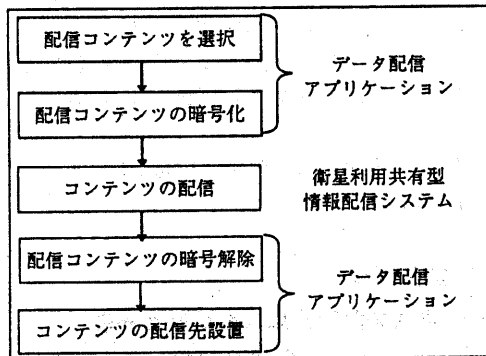 配信コンテンツを選択
データ配信
アプリケーション
配信コンテンツの暗号化
コンテンツの配信
衛星利用共有型
情報配信システム
配信コンテンツの暗号解除
データ配信
アプリケーション
コンテンツの配信先設置